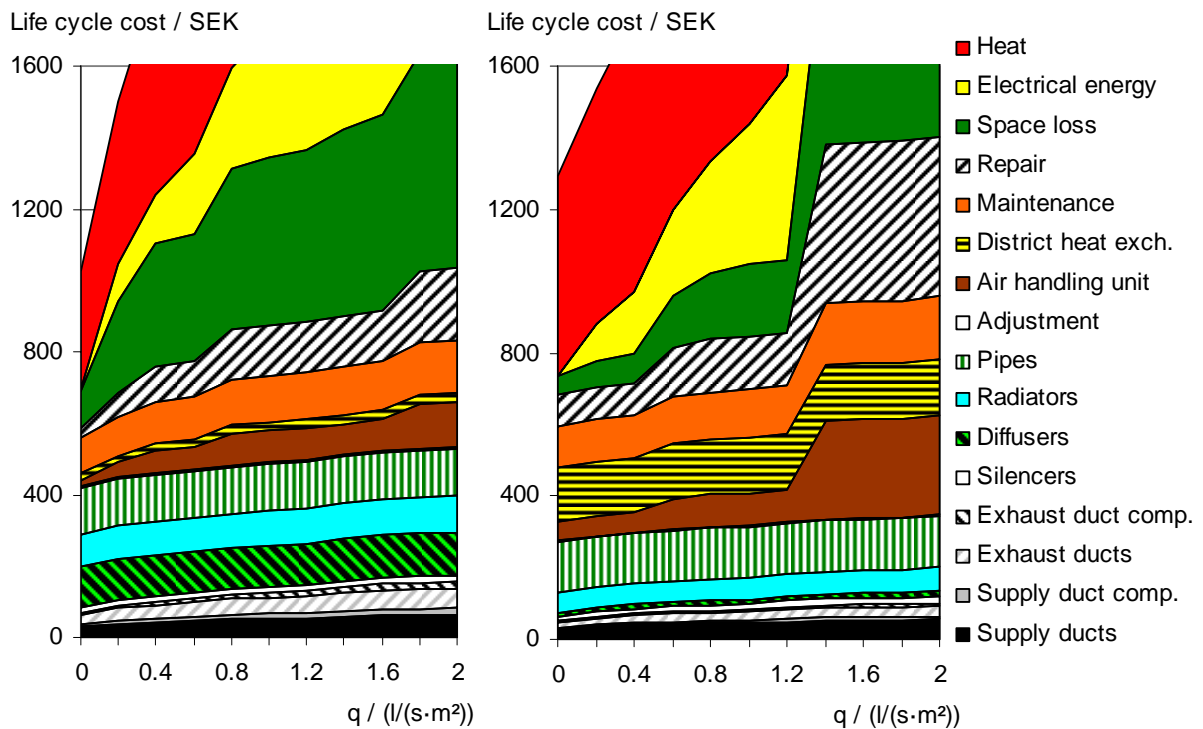 Life cycle cost / SEK
1600
1200
800
400
0
0 0.4 0.8 1.2 1.6 2
q / (l/(s·m²))
Life cycle cost / SEK
1600
1200
800
400
0
0 0.4 0.8 1.2 1.6 2
q / (l/(s·m²))
Heat
Electrical energy
Space loss
Repair
Maintenance
District heat exch.
Air handling unit
Adjustment
Pipes
Radiators
Diffusers
Silencers
Exhaust duct comp.
Exhaust ducts
Supply duct comp.
Supply ducts